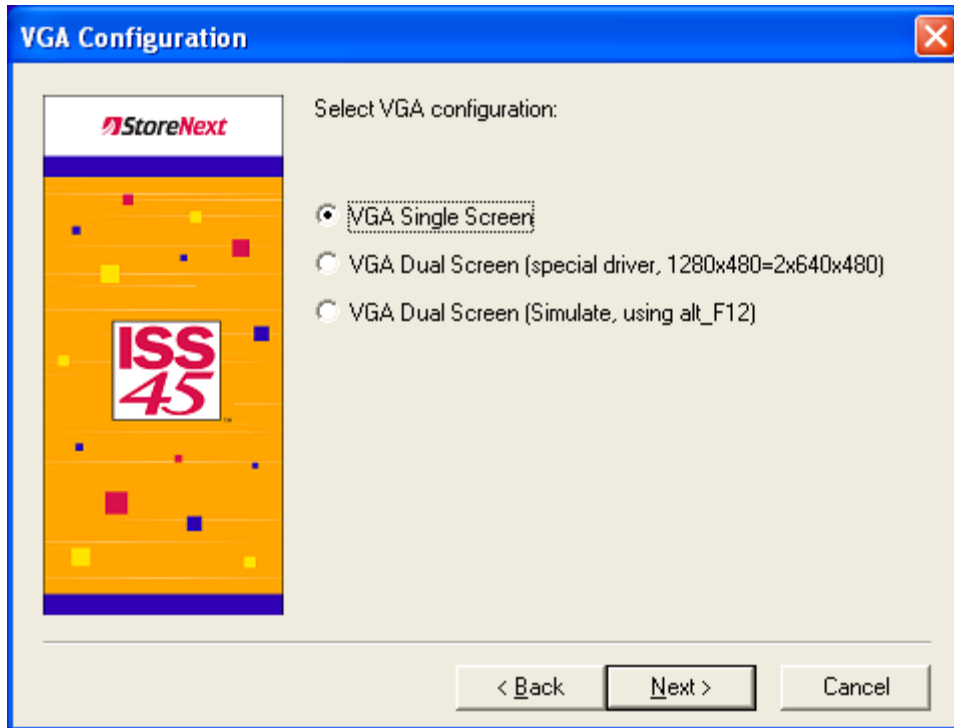 VGA Configuration
StoreNext
Select VGA configuration:
VGA Single Screen
VGA Dual Screen (special driver, 1280x480=2x640x480)
VGA Dual Screen (Simulate, using alt_F12)
ISS
45
™
< Back
Next >
Cancel